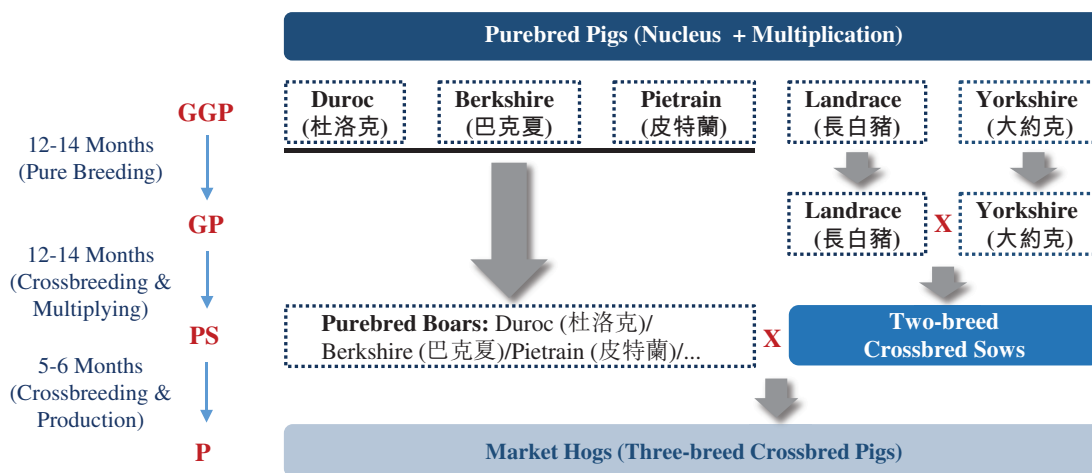 Purebred Pigs (Nucleus + Multiplication)
GGP
12-14 Months
(Pure Breeding)
GP
12-14 Months
(Crossbreeding &
Multiplying)
PS
5-6 Months
(Crossbreeding &
Production)
P
Duroc
(杜洛克)
Berkshire
(巴克夏)
Pietrain
(皮特蘭)
Landrace
(長白豬)
Yorkshire
(大約克)
Landrace
(長白豬)
X
Yorkshire
(大約克)
Purebred Boars: Duroc (杜洛克)/
Berkshire (巴克夏)/Pietrain (皮特蘭)/...
X
Two-breed
Crossbred Sows
Market Hogs (Three-breed Crossbred Pigs)